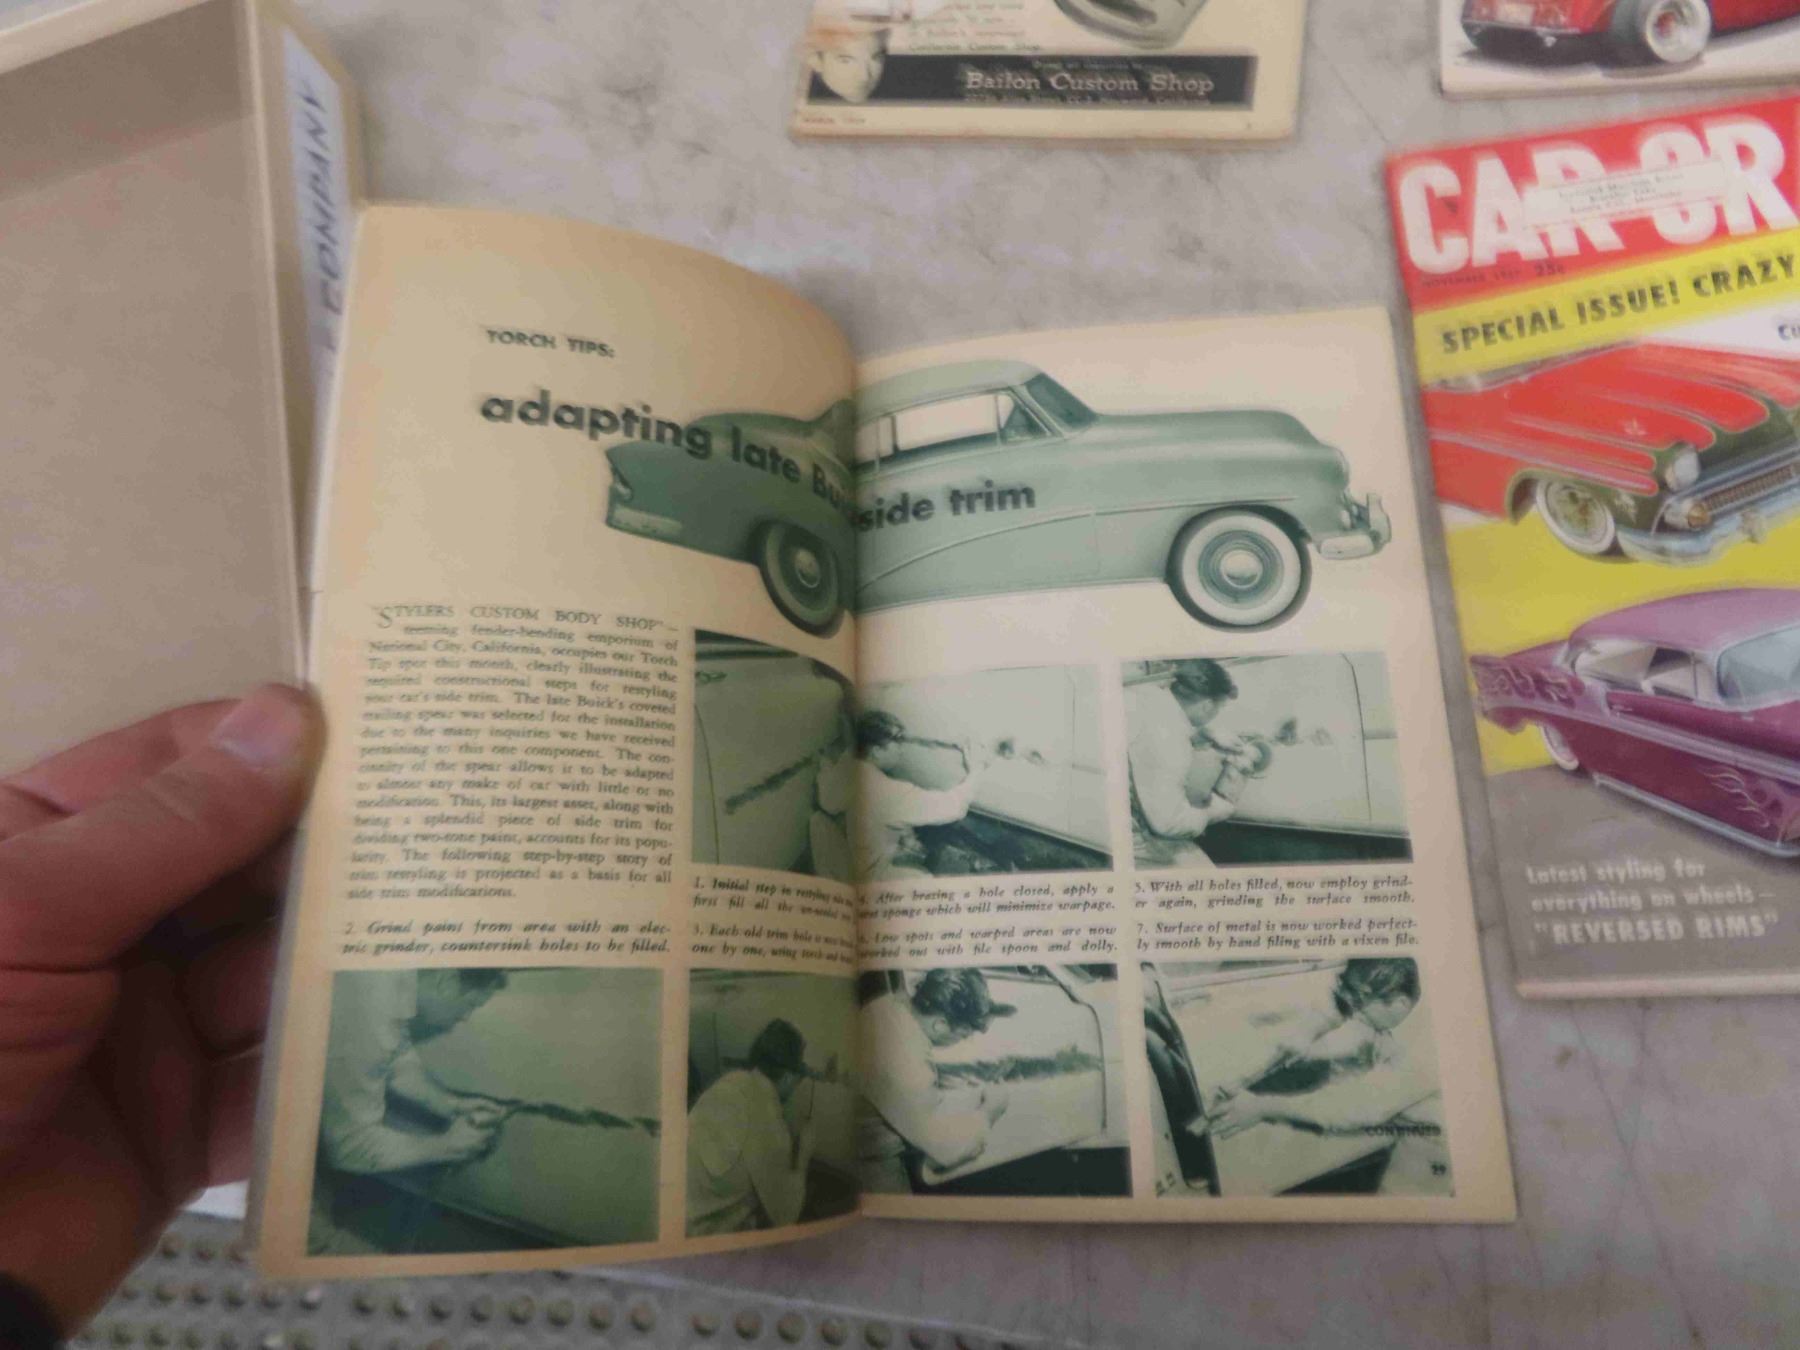 COMPANY
California Custom Shop.
Bailon Custom Shop
CAR
NOVEMBER 25c
SPECIAL ISSUE! CRAZY
TORCH TIPS:
adapting late Bu
side trim
"STYLERS CUSTOM BODY SHOP"—
teeming fender-bending emporium of
National City, California, occupies our Torch
Tip spot this month, clearly illustrating the
required constructional steps for restyling
your car's side trim. The late Buick's coveted
spear was selected for the installation
due to the many inquiries we have received
pertaining to this one component. The con-
of the spear allows it to be adapted
to almost any make of car with little or no
modification. This, its largest asset, along with
being a splendid piece of side trim for
dividing two-tone paint, accounts for its popu-
larity. The following step-by-step story of
trim restyling is projected as a basis for all
side trim modifications.
1. Initial step in restyling
first fill all the
2. Grind paint from area with an elec-
tric grinder, countersink holes to be filled.
3. Each old trim hole is now
one by one, using torch and
After brazing a hole closed, apply a
sponge which will minimize warpage.
5. With all holes filled, now employ grind-
er again, grinding the surface smooth.
Low spots and warped areas are now
worked out with file spoon and dolly.
7. Surface of metal is now worked perfect-
ly smooth by hand filing with a vixen file.
CONTINUED
29
Latest styling for
everything on wheels—
"REVERSED RIMS"